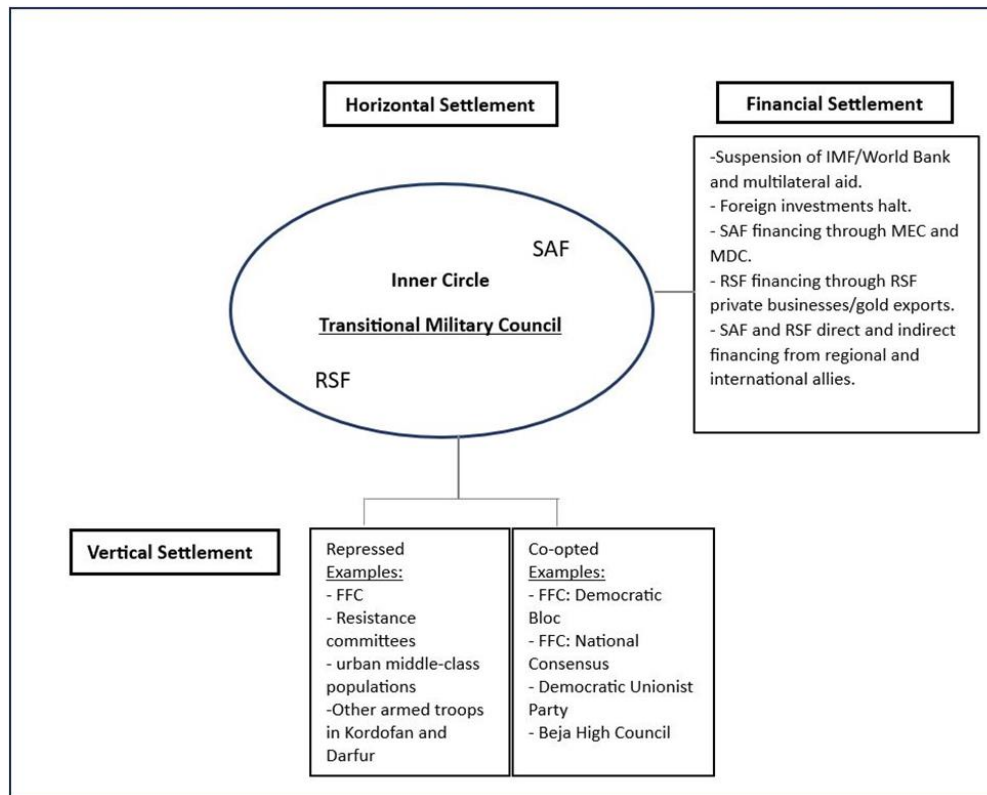 Horizontal Settlement
Financial Settlement
-Suspension of IMF/World Bank
and multilateral aid.
- Foreign investments halt.
- SAF financing through MEC and
MDC.
- RSF financing through RSF
private businesses/gold exports.
- SAF and RSF direct and indirect
financing from regional and
international allies.
SAF
Inner Circle
Transitional Military Council
RSF
Vertical Settlement
Repressed
Examples:
- FFC
- Resistance
committees
- urban middle-class
populations
-Other armed troops
in Kordofan and
Darfur
Co-opted
Examples:
- FFC: Democratic
Bloc
- FFC: National
Consensus
- Democratic Unionist
Party
- Beja High Council